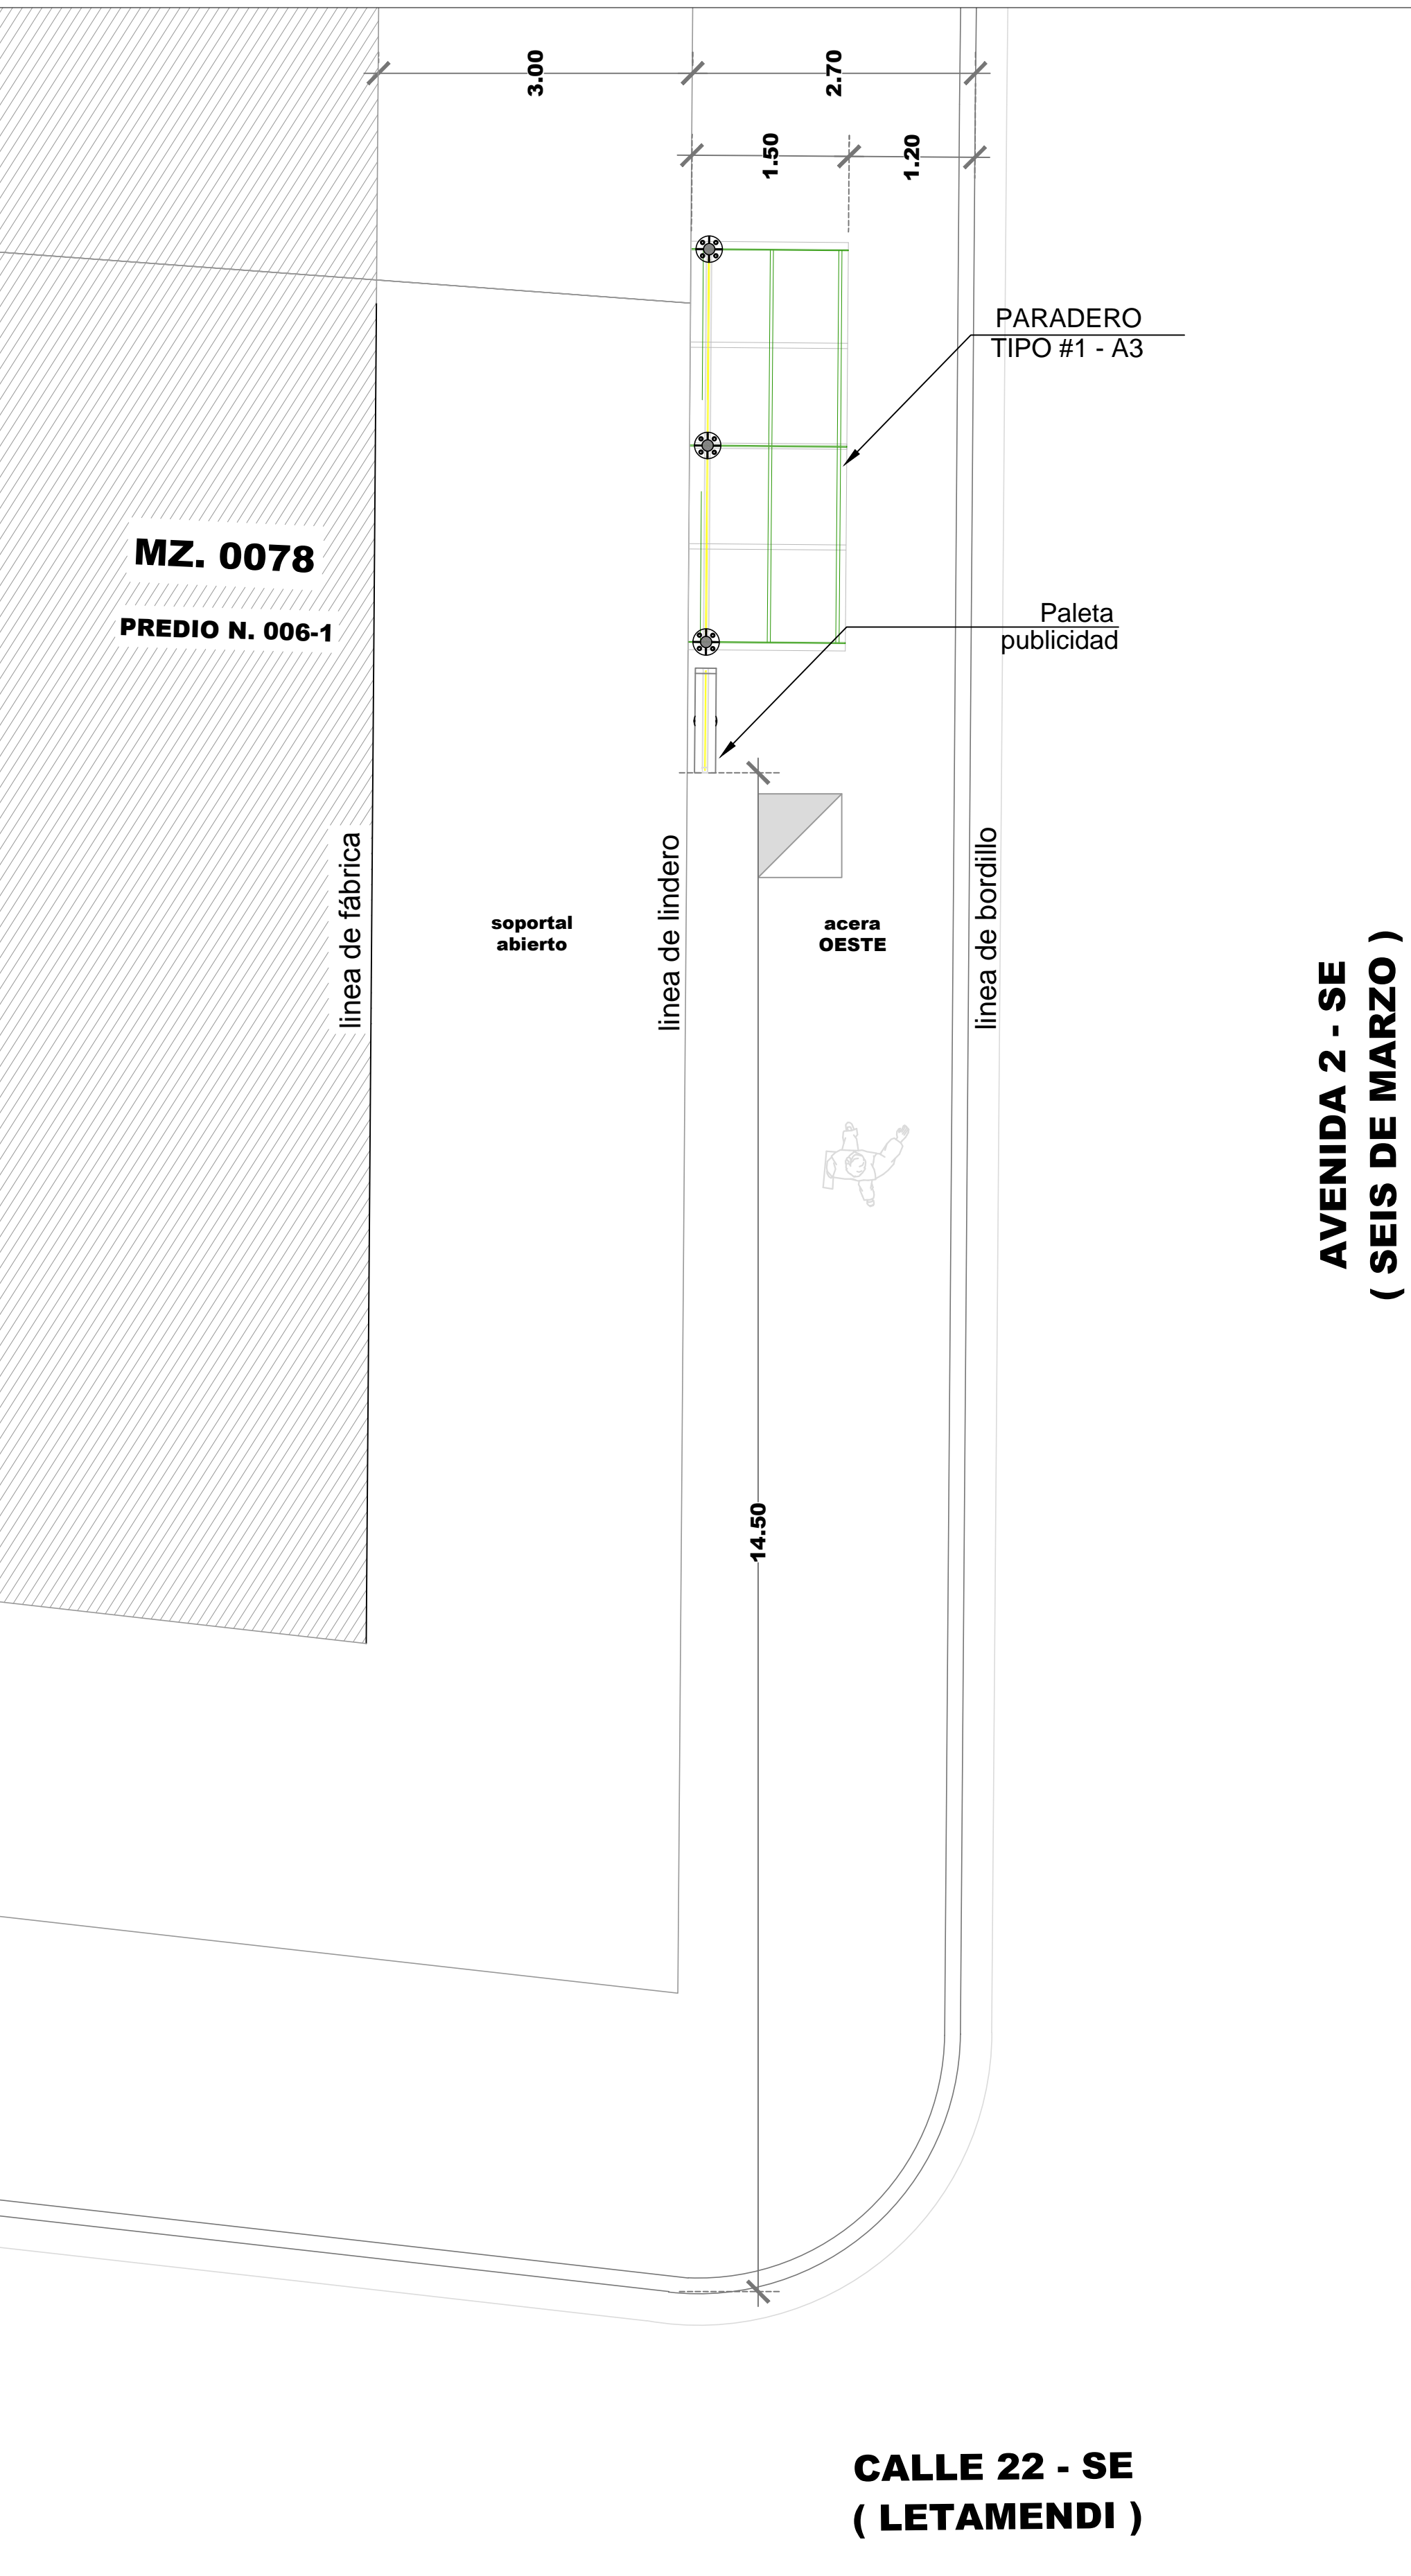 3.00
2.70
1.50
1.20
PARADERO
TIPO #1 - A3
MZ. 0078
PREDIO N. 006-1
Paleta
publicidad
linea de fábrica
linea de lindero
linea de bordillo
soportal
abierto
acera
OESTE
AVENIDA 2 - SE
( SEIS DE MARZO )
14.50
CALLE 22 - SE
( LETAMENDI )